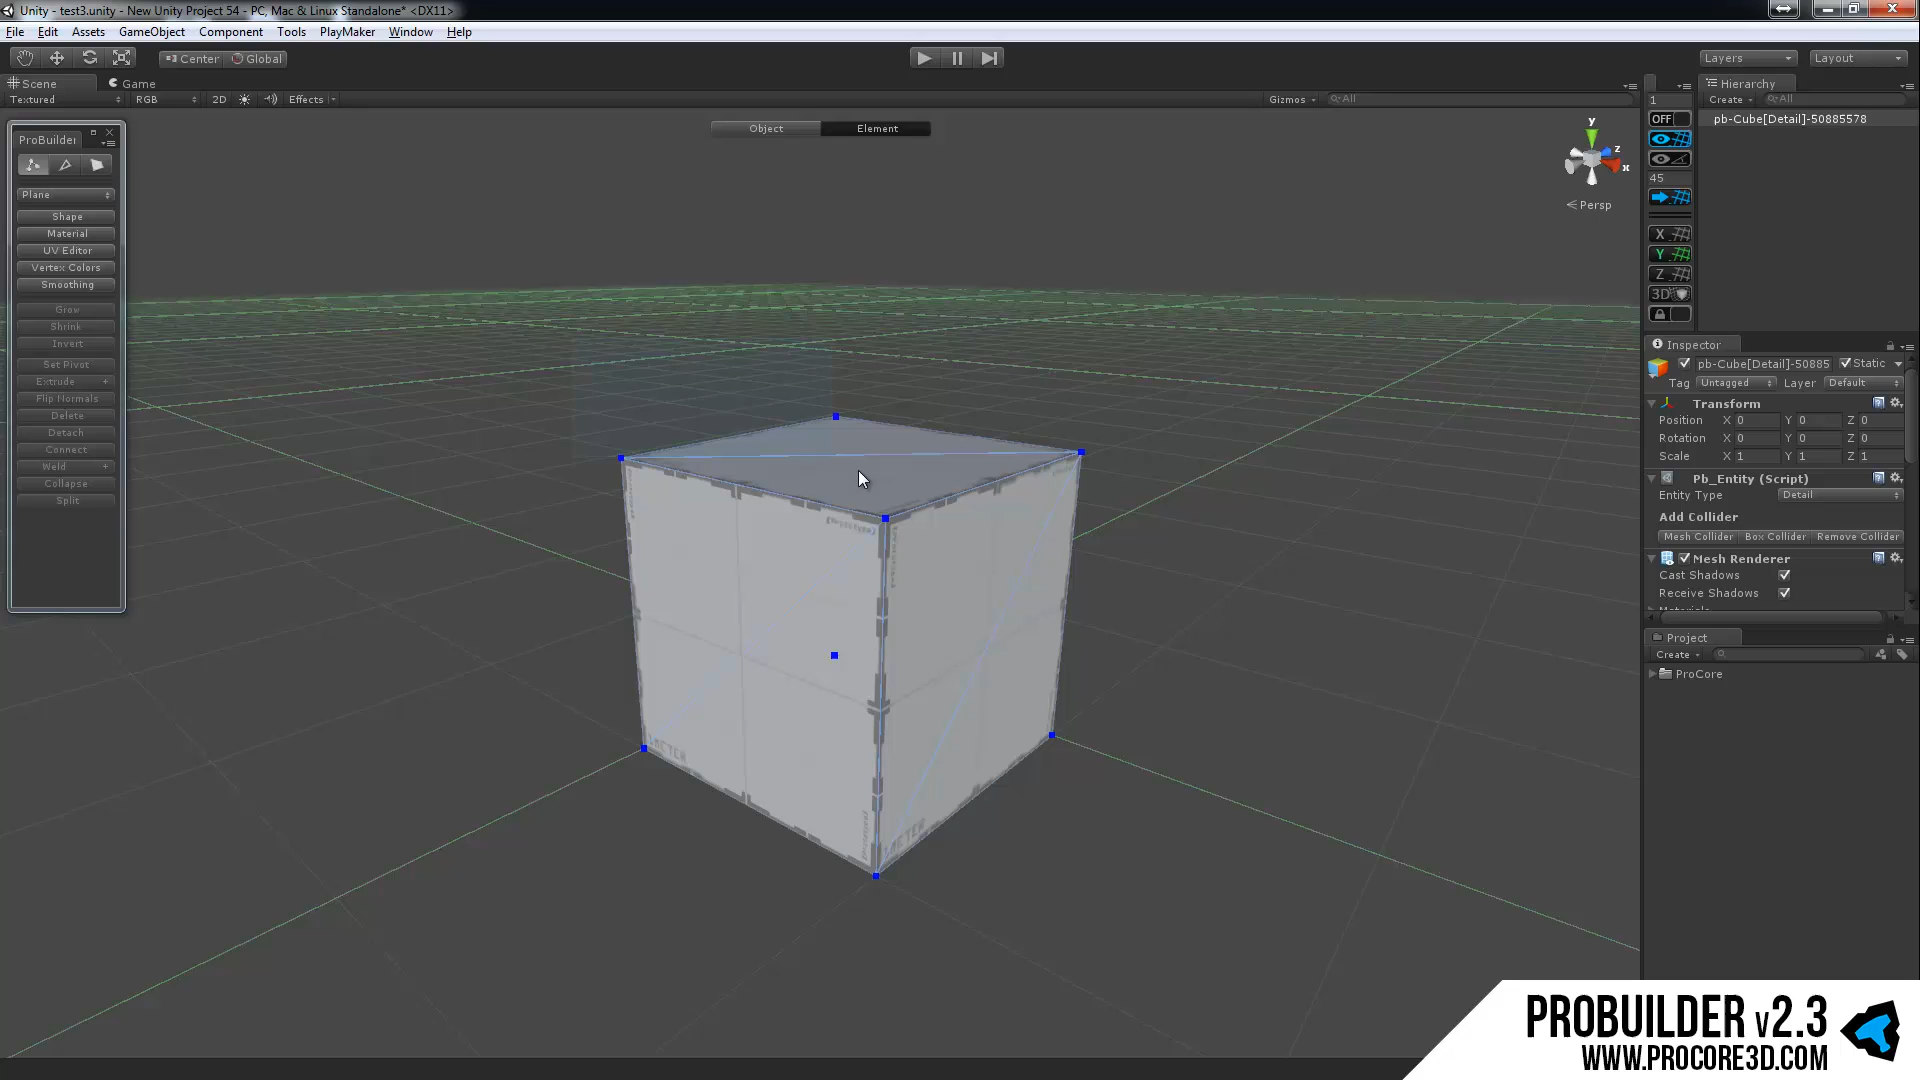 Unity - test3.unity - New Unity Project 54 - PC, Mac & Linux Standalone* <DX11>
File Edit Assets GameObject Component Tools PlayMaker Window Help
Center Global
Layers Layout
Scene Game
Textured RGB 2D Effects Gizmos All
Object Element
ProBuilder
Plane
Shape
Material
UV Editor
Vertex Colors
Smoothing
Grow
Shrink
Invert
Set Pivot
Extrude +
Flip Normals
Delete
Detach
Connect
Weld +
Collapse
Split
y
z
x
Persp
1
OFF
45
X
Y
Z
3D
Hierarchy
Create All
pb-Cube[Detail]-50885578
Inspector
pb-Cube[Detail]-50885 Static
Tag Untagged Layer Default
Transform
Position X 0 Y 0 Z 0
Rotation X 0 Y 0 Z 0
Scale X 1 Y 1 Z 1
Pb_Entity (Script)
Entity Type Detail
Add Collider
Mesh Collider Box Collider Remove Collider
Mesh Renderer
Cast Shadows
Receive Shadows
Project
Create
ProCore
PROBUILDER v2.3
WWW.PROCORE3D.COM